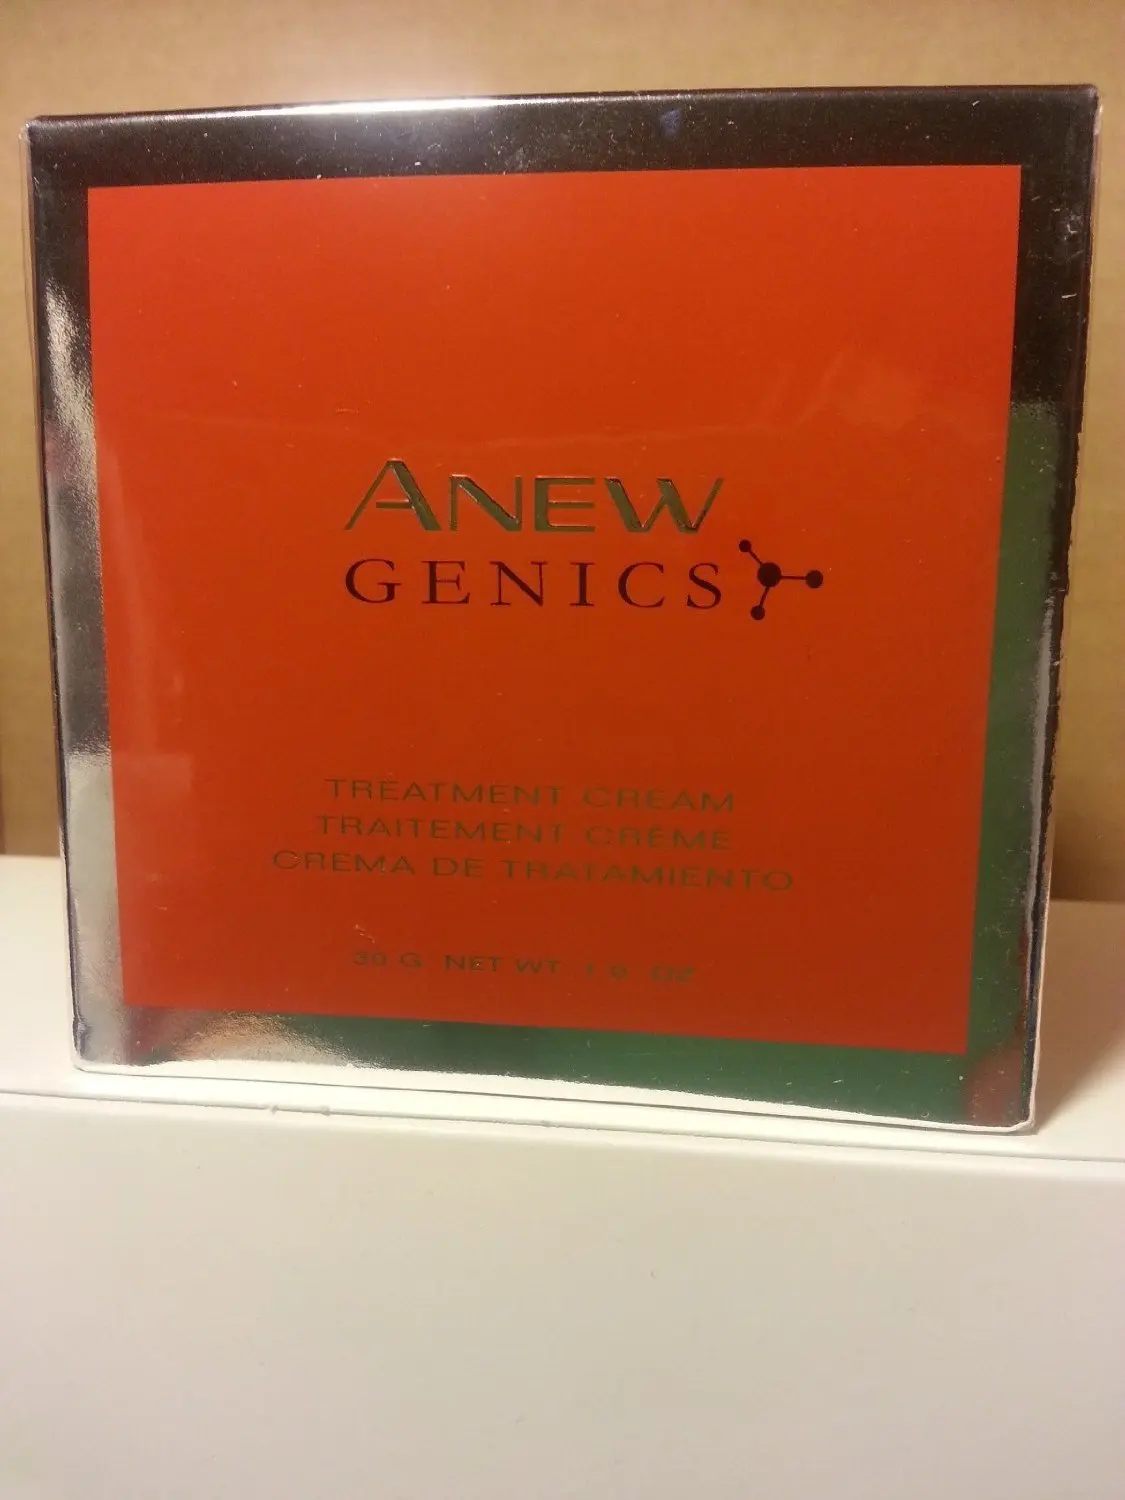 ANEW
GENICS
TREATMENT CREAM
TRAITEMENT CRÈME
CREMA DE TRATAMIENTO
30 G. NET WT. 1.0 OZ